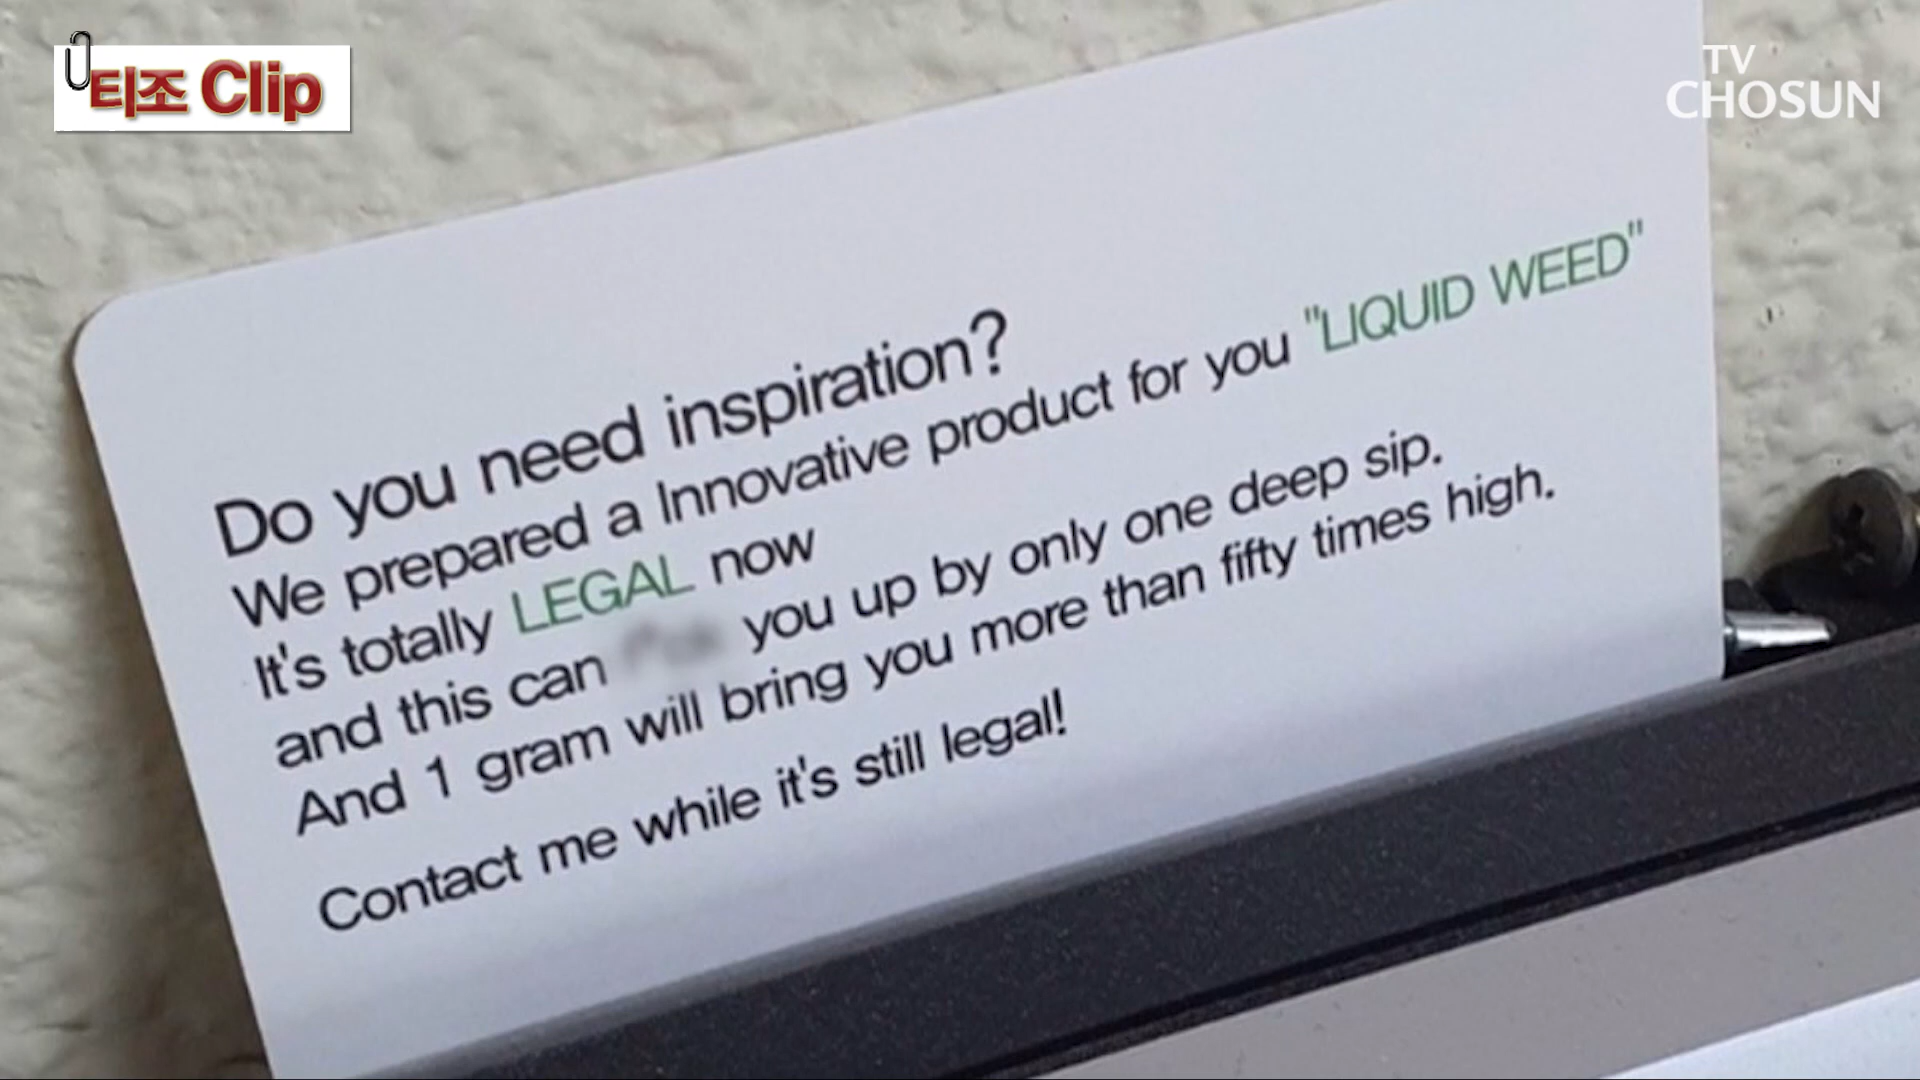 티조 Clip
TV
CHOSUN
Do you need inspiration?
We prepared a Innovative product for you "LIQUID WEED"
It's totally LEGAL now
and this can you up by only one deep sip.
And 1 gram will bring you more than fifty times high.
Contact me while it's still legal!